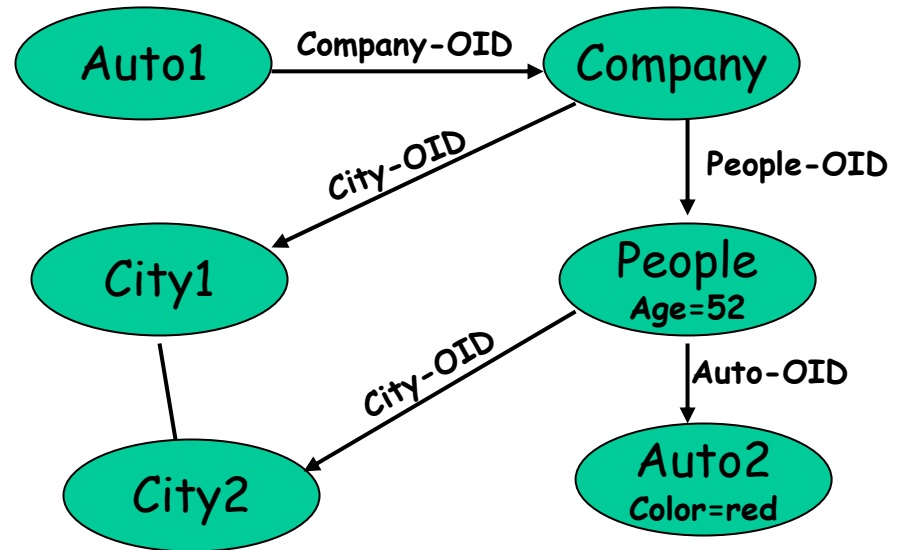 Auto1
Company-OID
Company
City-OID
People-OID
City1
People
Age=52
City-OID
Auto-OID
City2
Auto2
Color=red